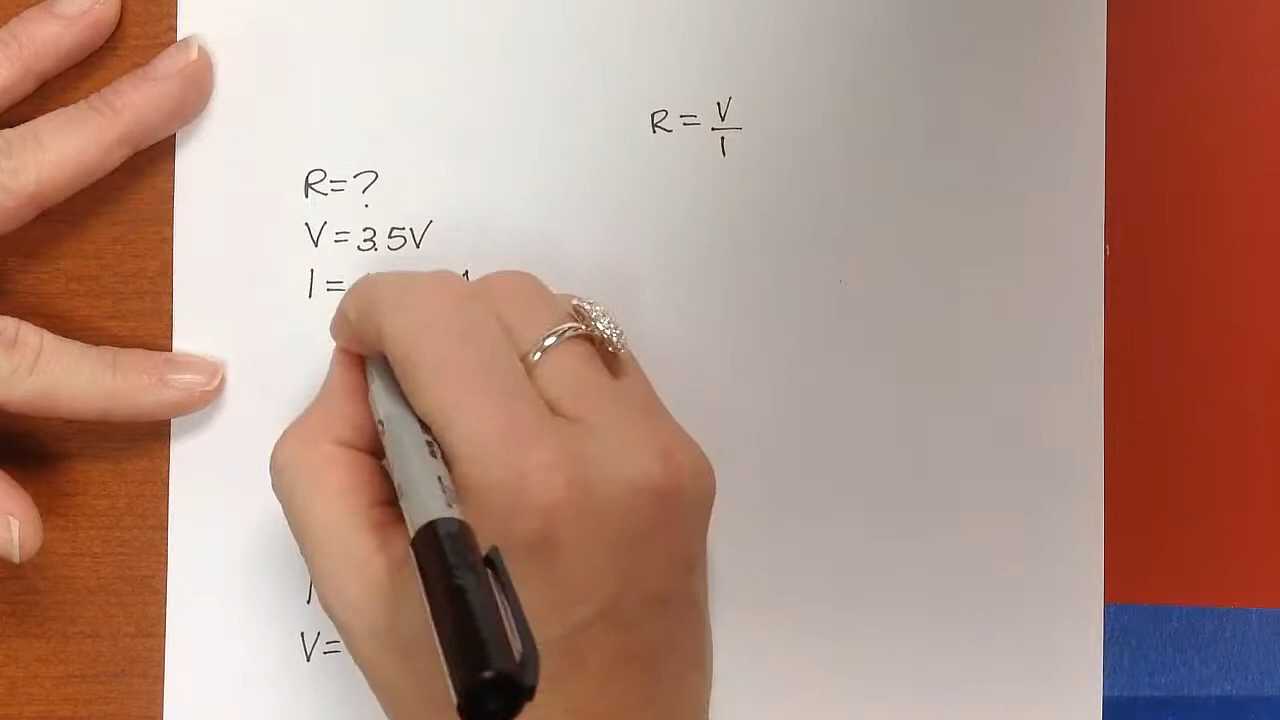 R = V/I
R=?
V=3.5V
I=
V=